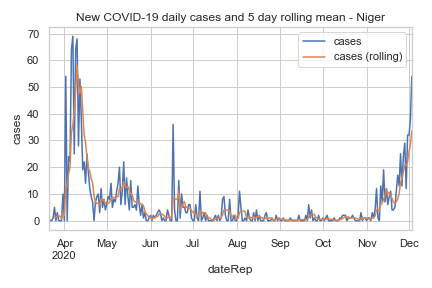 New COVID-19 daily cases and 5 day rolling mean - Niger
cases
cases (rolling)
cases
70
60
50
40
30
20
10
0
Apr May Jun Jul Aug Sep Oct Nov Dec
2020
dateRep